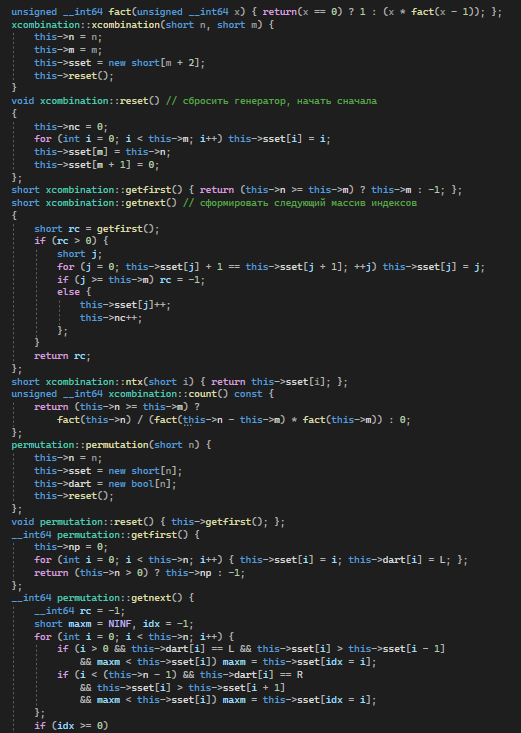 unsigned __int64 fact(unsigned __int64 x) { return(x == 0) ? 1 : (x * fact(x - 1)); };
xcombination::xcombination(short n, short m) {
    this->n = n;
    this->m = m;
    this->sset = new short[m + 2];
    this->reset();
}
void xcombination::reset() // сбросить генератор, начать сначала
{
    this->nc = 0;
    for (int i = 0; i < this->m; i++) this->sset[i] = i;
    this->sset[m] = this->n;
    this->sset[m + 1] = 0;
};
short xcombination::getfirst() { return (this->n >= this->m) ? this->m : -1; };
short xcombination::getnext() // сформировать следующий массив индексов
{
    short rc = getfirst();
    if (rc > 0) {
        short j;
        for (j = 0; this->sset[j] + 1 == this->sset[j + 1]; ++j) this->sset[j] = j;
        if (j >= this->m) rc = -1;
        else {
            this->sset[j]++;
            this->nc++;
        };
    }
    return rc;
};
short xcombination::ntx(short i) { return this->sset[i]; };
unsigned __int64 xcombination::count() const {
    return (this->n >= this->m) ?
        fact(this->n) / (fact(this->n - this->m) * fact(this->m)) : 0;
};
permutation::permutation(short n) {
    this->n = n;
    this->sset = new short[n];
    this->dart = new bool[n];
    this->reset();
};
void permutation::reset() { this->getfirst(); };
__int64 permutation::getfirst() {
    this->np = 0;
    for (int i = 0; i < this->n; i++) { this->sset[i] = i; this->dart[i] = L; };
    return (this->n > 0) ? this->np : -1;
};
__int64 permutation::getnext() {
    __int64 rc = -1;
    short maxm = NINF, idx = -1;
    for (int i = 0; i < this->n; i++) {
        if (i > 0 && this->dart[i] == L && this->sset[i] > this->sset[i - 1]
            && maxm < this->sset[i]) maxm = this->sset[idx = i];
        if (i < (this->n - 1) && this->dart[i] == R
            && this->sset[i] > this->sset[i + 1]
            && maxm < this->sset[i]) maxm = this->sset[idx = i];
    };
    if (idx >= 0)